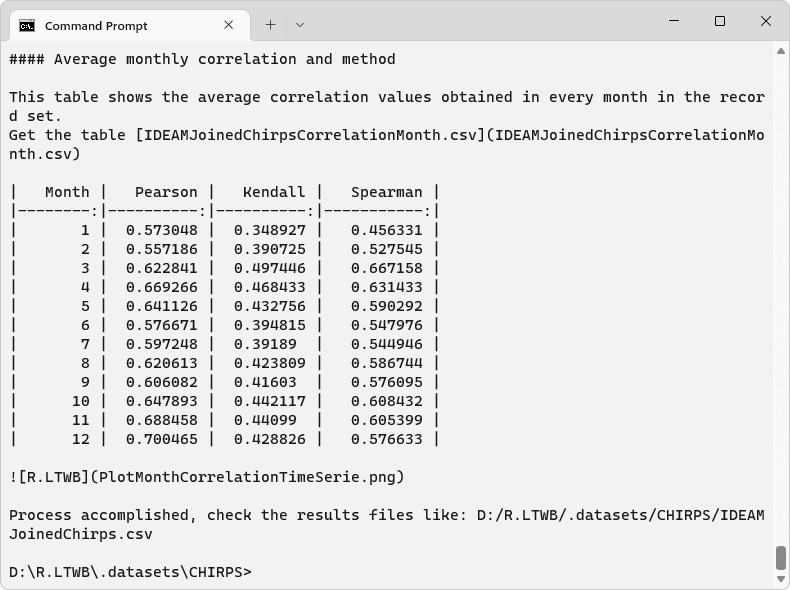 Command Prompt
#### Average monthly correlation and method
This table shows the average correlation values obtained in every month in the recor
d set.
Get the table [IDEAMJoinedChirpsCorrelationMonth.csv](IDEAMJoinedChirpsCorrelationMo
nth.csv)
|   Month |   Pearson |   Kendall |   Spearman |
|--------:|----------:|----------:|-----------:|
|       1 |  0.573048 |  0.348927 |   0.456331 |
|       2 |  0.557186 |  0.390725 |   0.527545 |
|       3 |  0.622841 |  0.497446 |   0.667158 |
|       4 |  0.669266 |  0.468433 |   0.631433 |
|       5 |  0.641126 |  0.432756 |   0.590292 |
|       6 |  0.576671 |  0.394815 |   0.547976 |
|       7 |  0.597248 |  0.39189  |   0.544946 |
|       8 |  0.620613 |  0.423809 |   0.586744 |
|       9 |  0.606082 |  0.41603  |   0.576095 |
|      10 |  0.647893 |  0.442117 |   0.608432 |
|      11 |  0.688458 |  0.44099  |   0.605399 |
|      12 |  0.700465 |  0.428826 |   0.576633 |
![R.LTWB](PlotMonthCorrelationTimeSerie.png)
Process accomplished, check the results files like: D:/R.LTWB/.datasets/CHIRPS/IDEAM
JoinedChirps.csv
D:\R.LTWB\.datasets\CHIRPS>